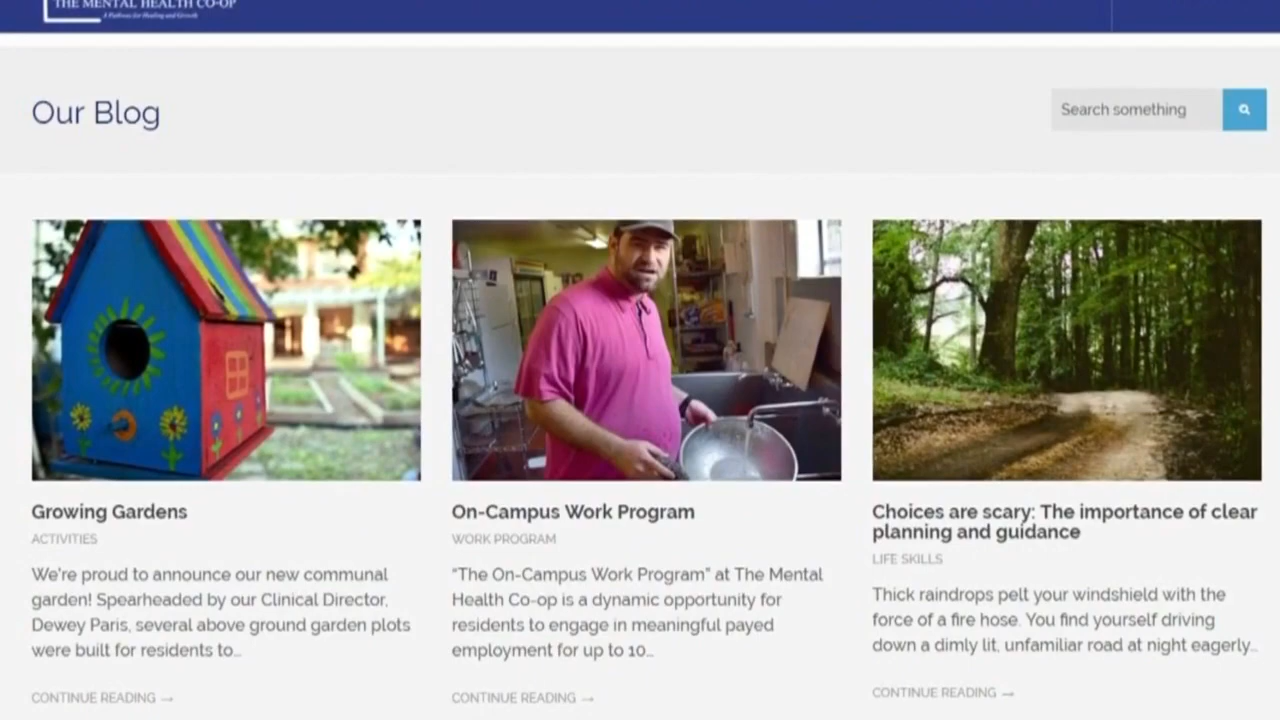 THE MENTAL HEALTH CO-OP
A Pathway for Healing and Growth
Our Blog
Search something
Growing Gardens
ACTIVITIES
We're proud to announce our new communal
garden! Spearheaded by our Clinical Director,
Dewey Paris, several above ground garden plots
were built for residents to...
CONTINUE READING →
On-Campus Work Program
WORK PROGRAM
“The On-Campus Work Program” at The Mental
Health Co-op is a dynamic opportunity for
residents to engage in meaningful payed
employment for up to 10...
CONTINUE READING →
Choices are scary: The importance of clear
planning and guidance
LIFE SKILLS
Thick raindrops pelt your windshield with the
force of a fire hose. You find yourself driving
down a dimly lit, unfamiliar road at night eagerly...
CONTINUE READING →